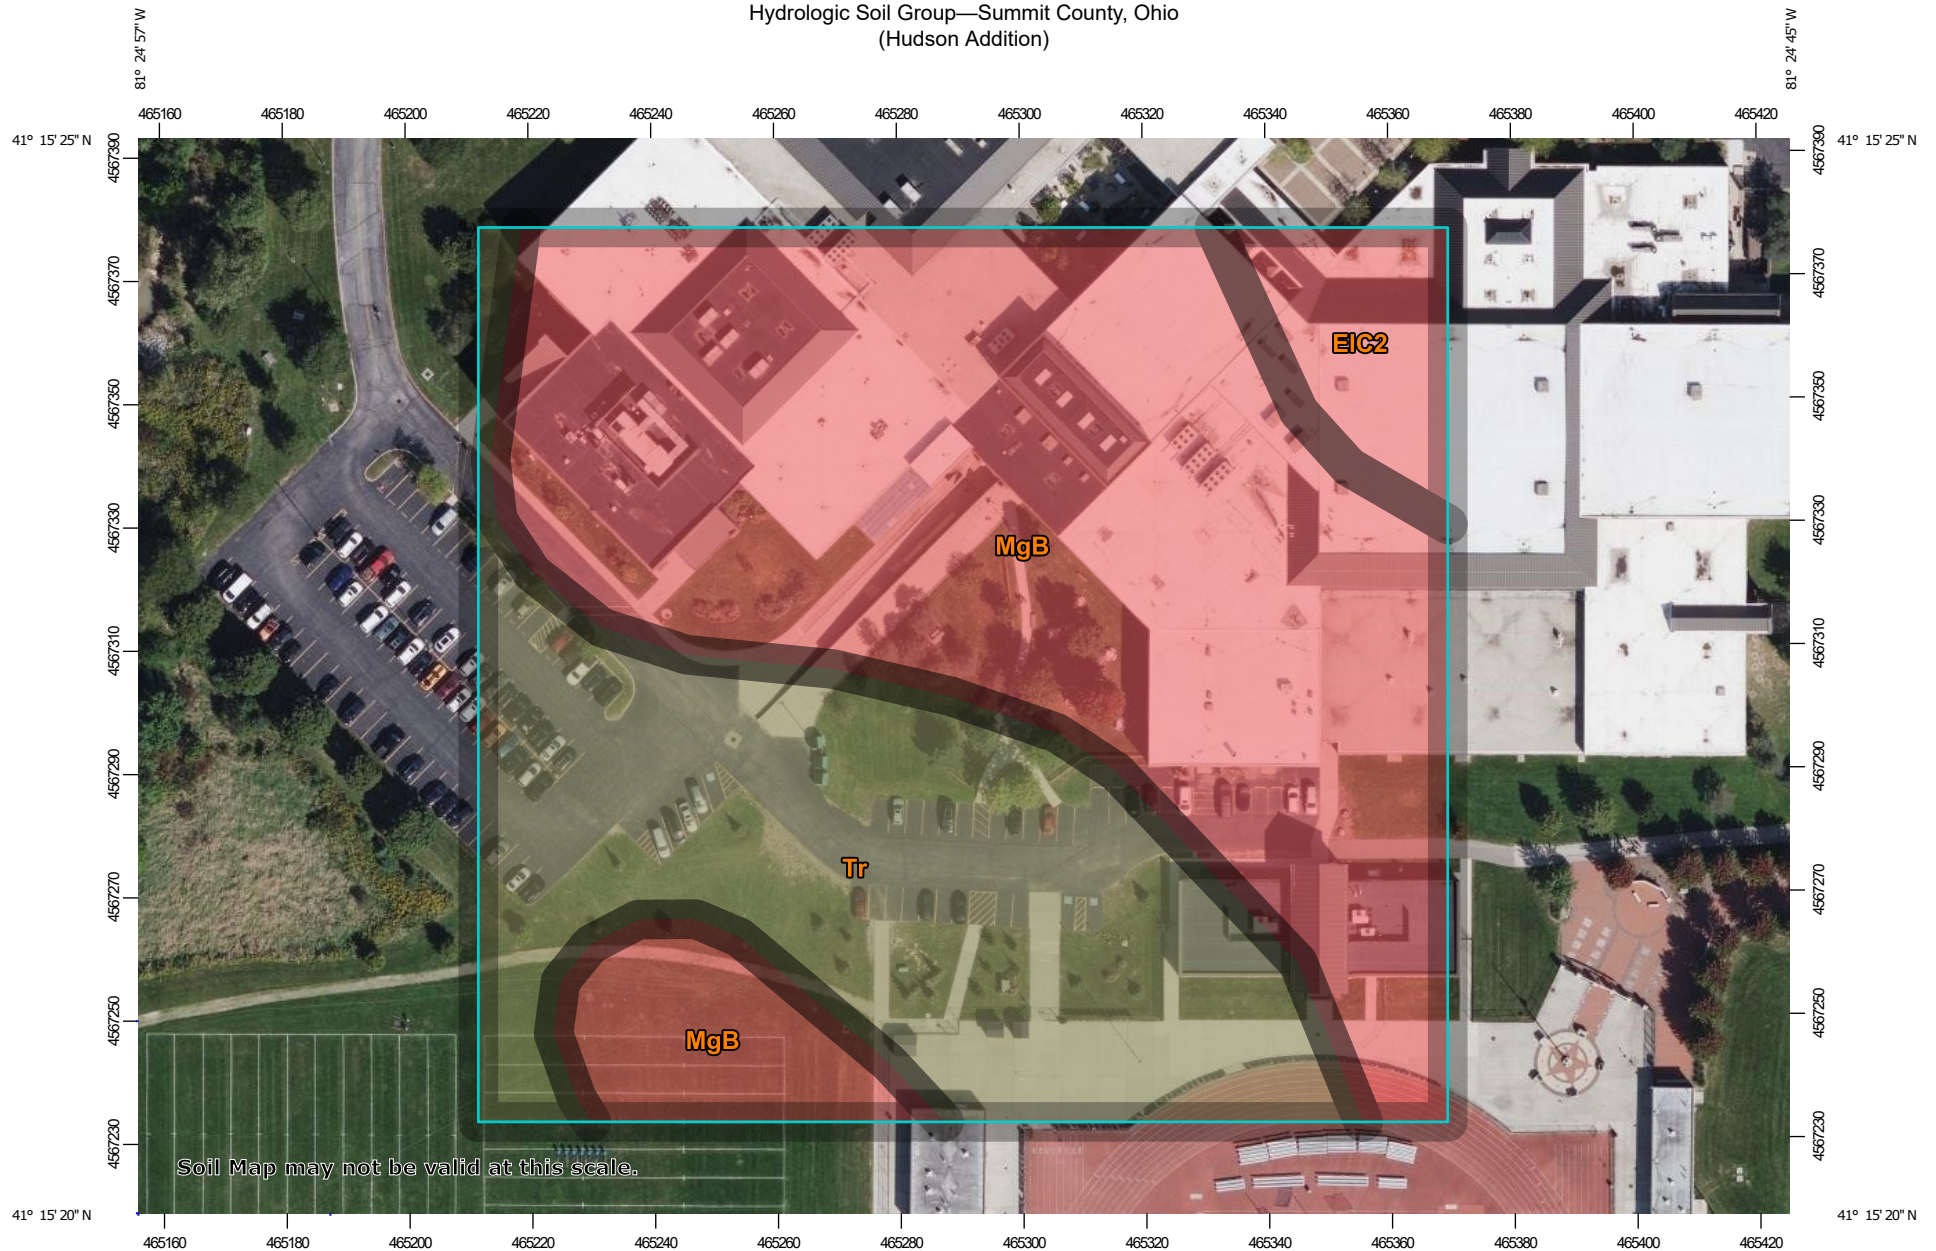 Hydrologic Soil Group—Summit County, Ohio
(Hudson Addition)
81° 24' 57" W
81° 24' 45" W
465160 465180 465200 465220 465240 465260 465280 465300 465320 465340 465360 465380 465400 465420
41° 15' 25" N
41° 15' 25" N
4567390
4567370
4567350
4567330
4567310
4567290
4567270
4567250
4567230
4567390
4567370
4567350
4567330
4567310
4567290
4567270
4567250
4567230
ElC2
MgB
Tr
MgB
Soil Map may not be valid at this scale.
41° 15' 20" N
41° 15' 20" N
465160 465180 465200 465220 465240 465260 465280 465300 465320 465340 465360 465380 465400 465420